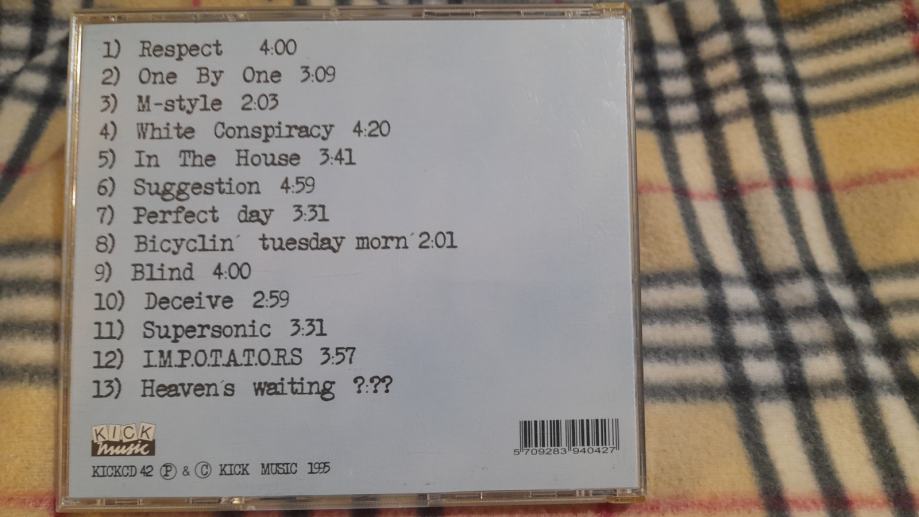 1) Respect 4:00
2) One By One 3:09
3) M-style 2:03
4) White Conspiracy 4:20
5) In The House 3:41
6) Suggestion 4:59
7) Perfect day 3:31
8) Bicyclin´ tuesday morn´2:01
9) Blind 4:00
10) Deceive 2:59
11) Supersonic 3:31
12) I.M.P.O.T.A.T.O.R.S 3:57
13) Heaven´s waiting ?:??
KICK
music
KICKCD 42 Ⓟ & © KICK MUSIC 1995
5 709283 940427